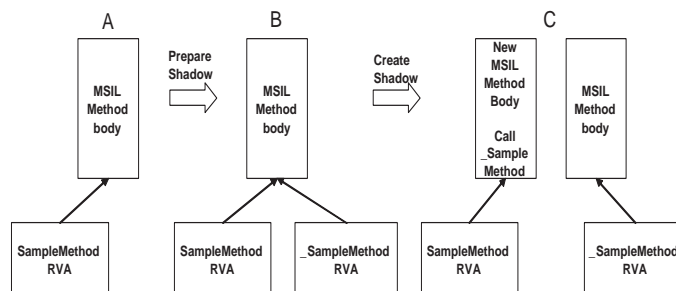 A
B
C
MSIL
Method
body
Prepare
Shadow
MSIL
Method
body
Create
Shadow
New
MSIL
Method
Body
Call
_Sample
Method
MSIL
Method
body
SampleMethod
RVA
SampleMethod
RVA
_SampleMethod
RVA
SampleMethod
RVA
_SampleMethod
RVA